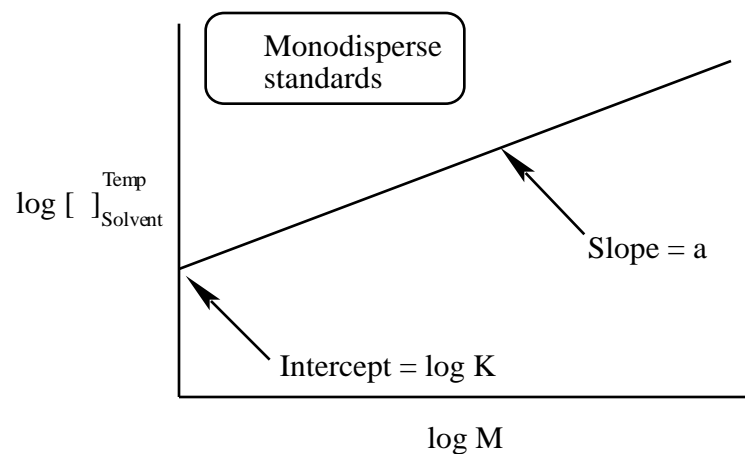 Monodisperse
standards
log [ ]
Temp
Solvent
Slope = a
Intercept = log K
log M